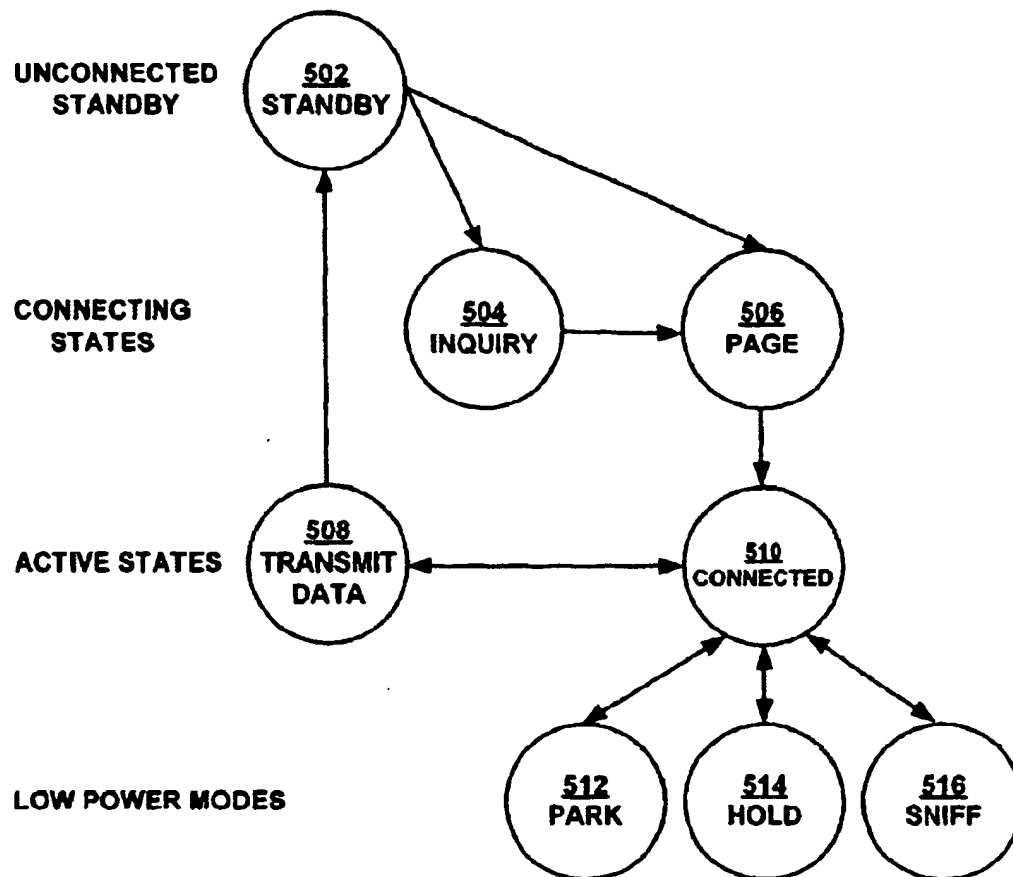 UNCONNECTED
STANDBY
502
STANDBY
CONNECTING
STATES
504
INQUIRY
506
PAGE
ACTIVE STATES
508
TRANSMIT
DATA
510
CONNECTED
LOW POWER MODES
512
PARK
514
HOLD
516
SNIFF